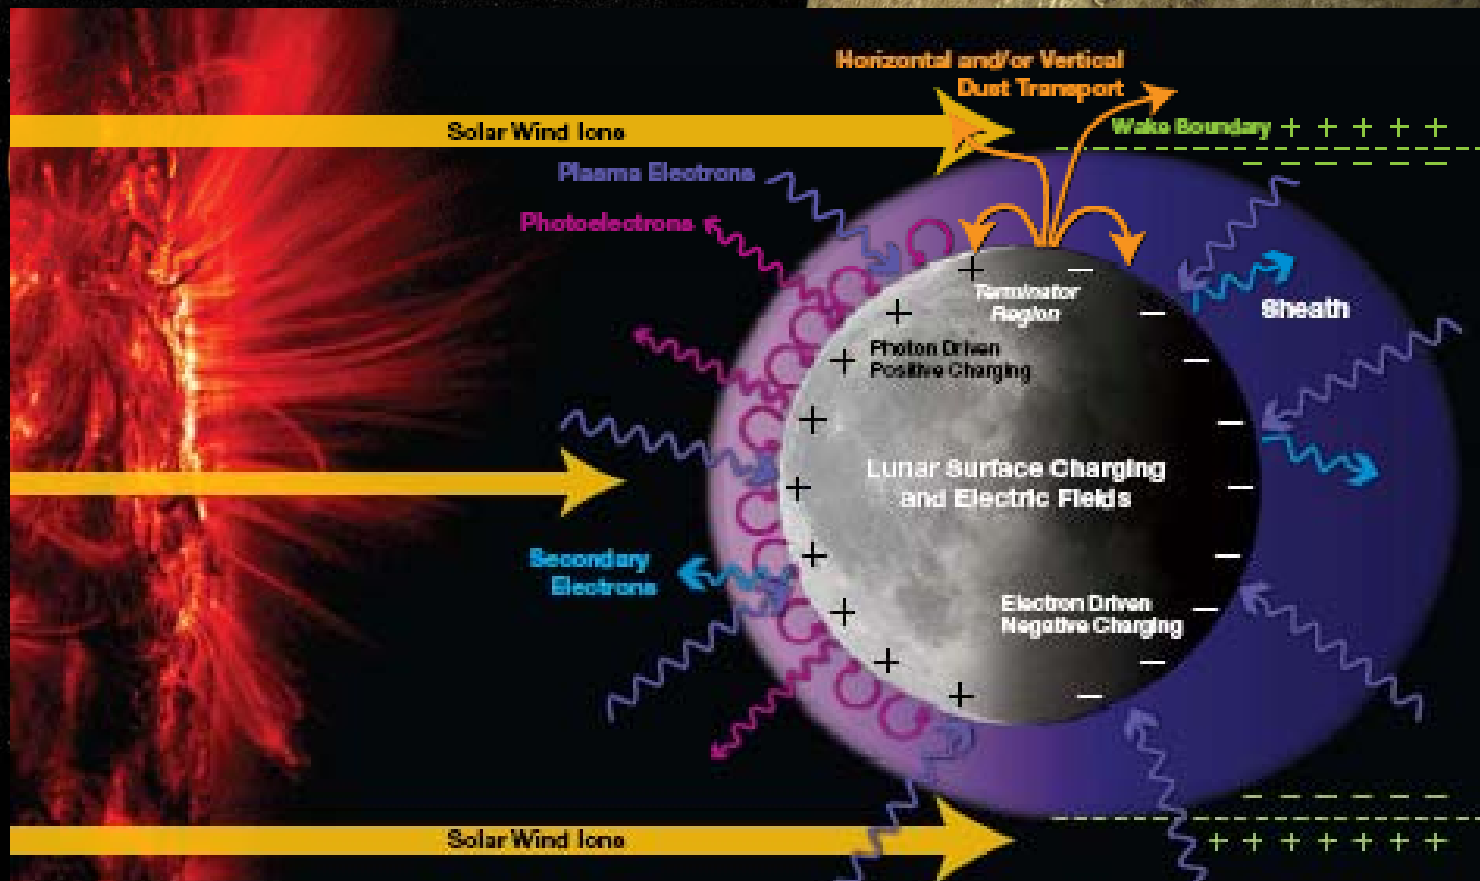 Horizontal and/or Vertical
Dust Transport
Solar Wind Ions
Wake Boundary + + + + +
– – – – – –
Plasma Electrons
Photoelectrons
+ –
Terminator
Region
Sheath
+ –
Photon Driven
Positive Charging
+ –
+ –
Lunar Surface Charging
and Electric Fields
+ –
Secondary
Electrons
+ –
Electron Driven
Negative Charging
+ –
+ –
+ –
– – – – – –
Solar Wind Ions
+ + + + + + +